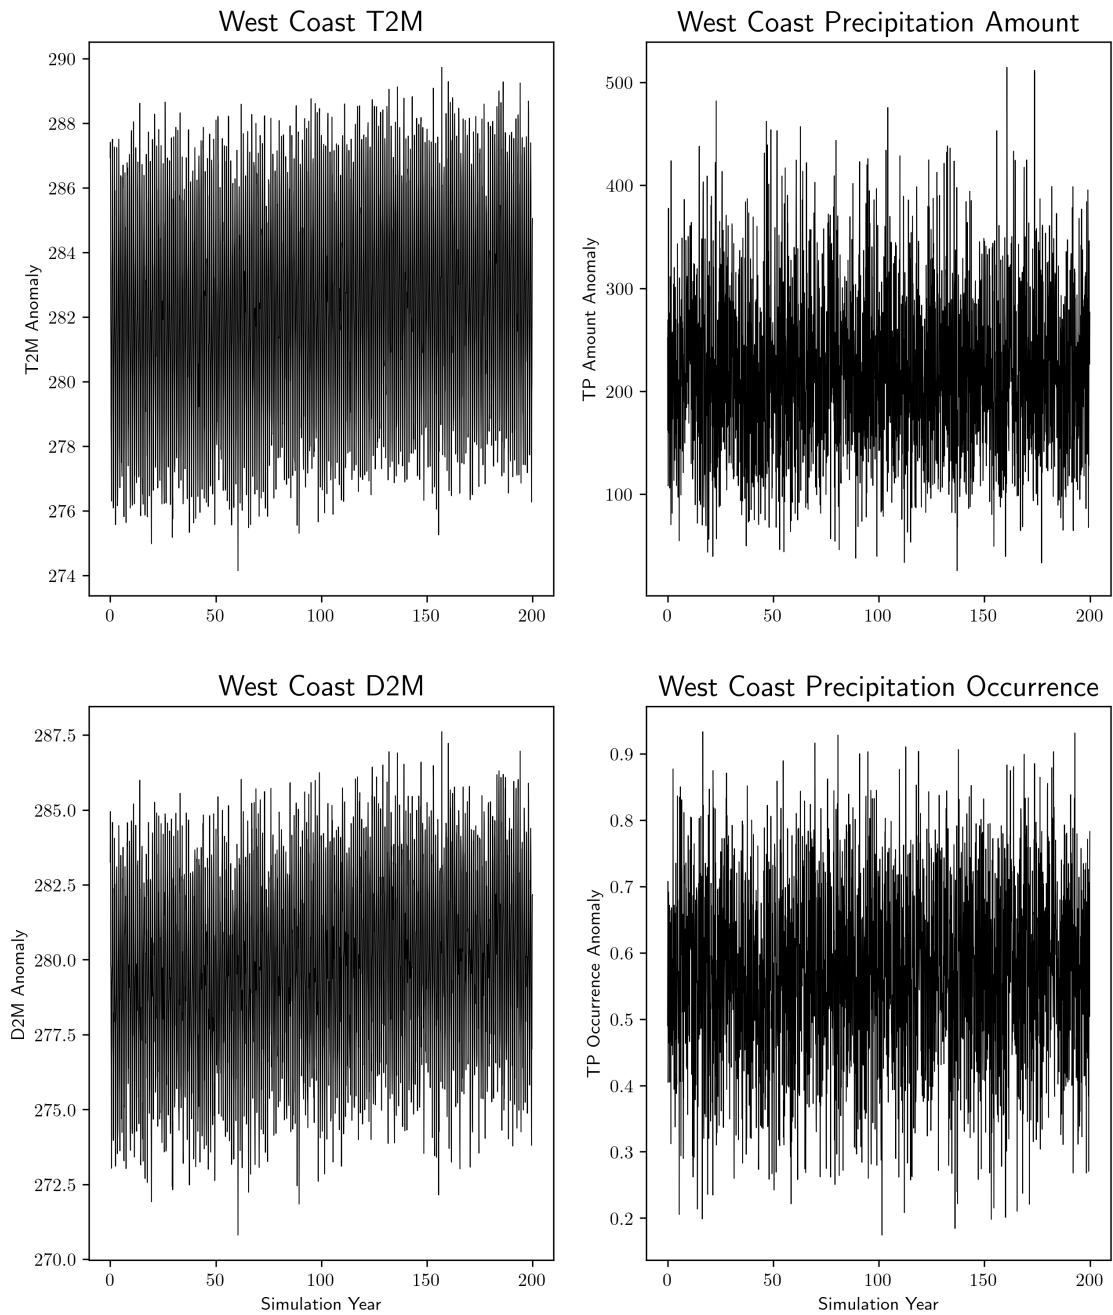 West Coast T2M
T2M Anomaly
290
288
286
284
282
280
278
276
274
0 50 100 150 200
West Coast Precipitation Amount
TP Amount Anomaly
500
400
300
200
100
0 50 100 150 200
West Coast D2M
D2M Anomaly
287.5
285.0
282.5
280.0
277.5
275.0
272.5
270.0
0 50 100 150 200
Simulation Year
West Coast Precipitation Occurrence
TP Occurrence Anomaly
0.9
0.8
0.7
0.6
0.5
0.4
0.3
0.2
0 50 100 150 200
Simulation Year